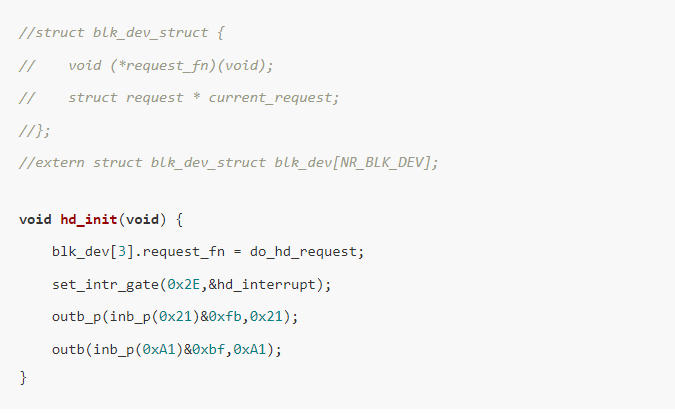 //struct blk_dev_struct {
//    void (*request_fn)(void);
//    struct request * current_request;
//};
//extern struct blk_dev_struct blk_dev[NR_BLK_DEV];

void hd_init(void) {
    blk_dev[3].request_fn = do_hd_request;
    set_intr_gate(0x2E,&hd_interrupt);
    outb_p(inb_p(0x21)&0xfb,0x21);
    outb(inb_p(0xA1)&0xbf,0xA1);
}